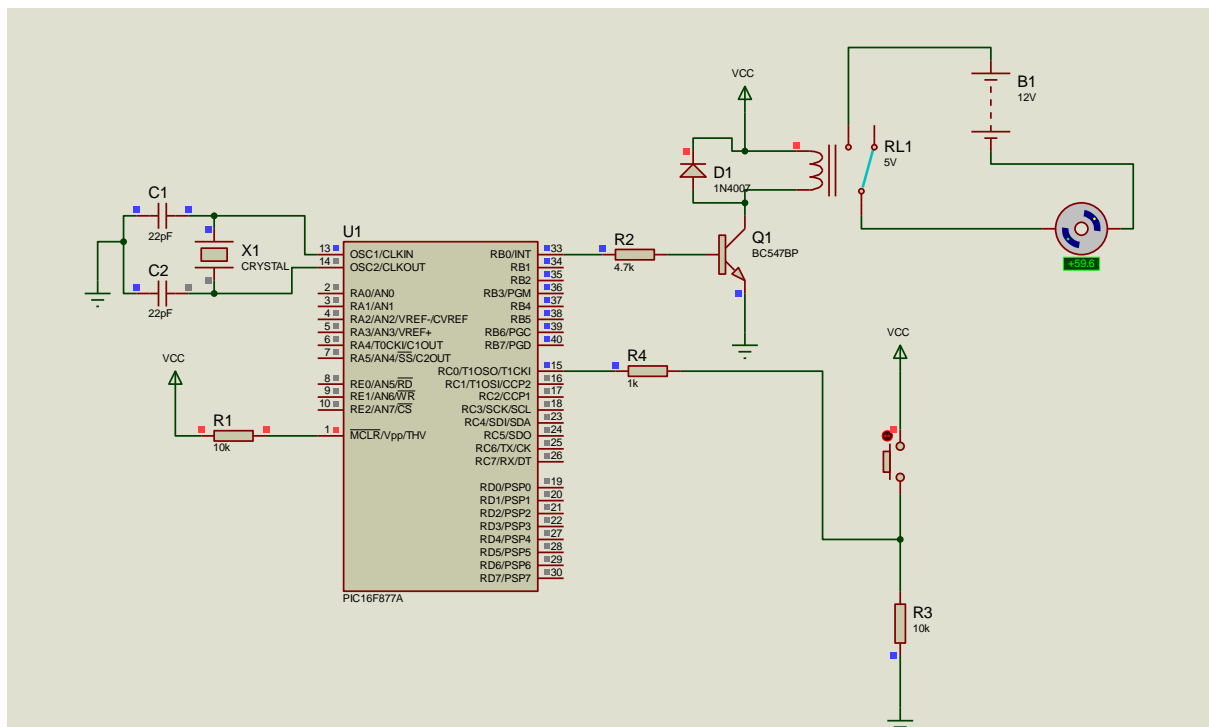 B1
12V
VCC
RL1
5V
D1
1N4007
+59.6
C1
22pF
X1
CRYSTAL
C2
22pF
U1
R2
4.7k
Q1
BC547BP
13 OSC1/CLKIN RB0/INT 33
14 OSC2/CLKOUT RB1 34
RB2 35
2 RA0/AN0 RB3/PGM 36
3 RA1/AN1 RB4 37
4 RA2/AN2/VREF-/CVREF RB5 38
5 RA3/AN3/VREF+ RB6/PGC 39
6 RA4/T0CKI/C1OUT RB7/PGD 40
7 RA5/AN4/SS/C2OUT
RC0/T1OSO/T1CKI 15
8 RE0/AN5/RD RC1/T1OSI/CCP2 16
9 RE1/AN6/WR RC2/CCP1 17
10 RE2/AN7/CS RC3/SCK/SCL 18
RC4/SDI/SDA 23
1 MCLR/Vpp/THV RC5/SDO 24
RC6/TX/CK 25
RC7/RX/DT 26
RD0/PSP0 19
RD1/PSP1 20
RD2/PSP2 21
RD3/PSP3 22
RD4/PSP4 27
RD5/PSP5 28
RD6/PSP6 29
RD7/PSP7 30
PIC16F877A
VCC
R1
10k
R4
1k
VCC
R3
10k